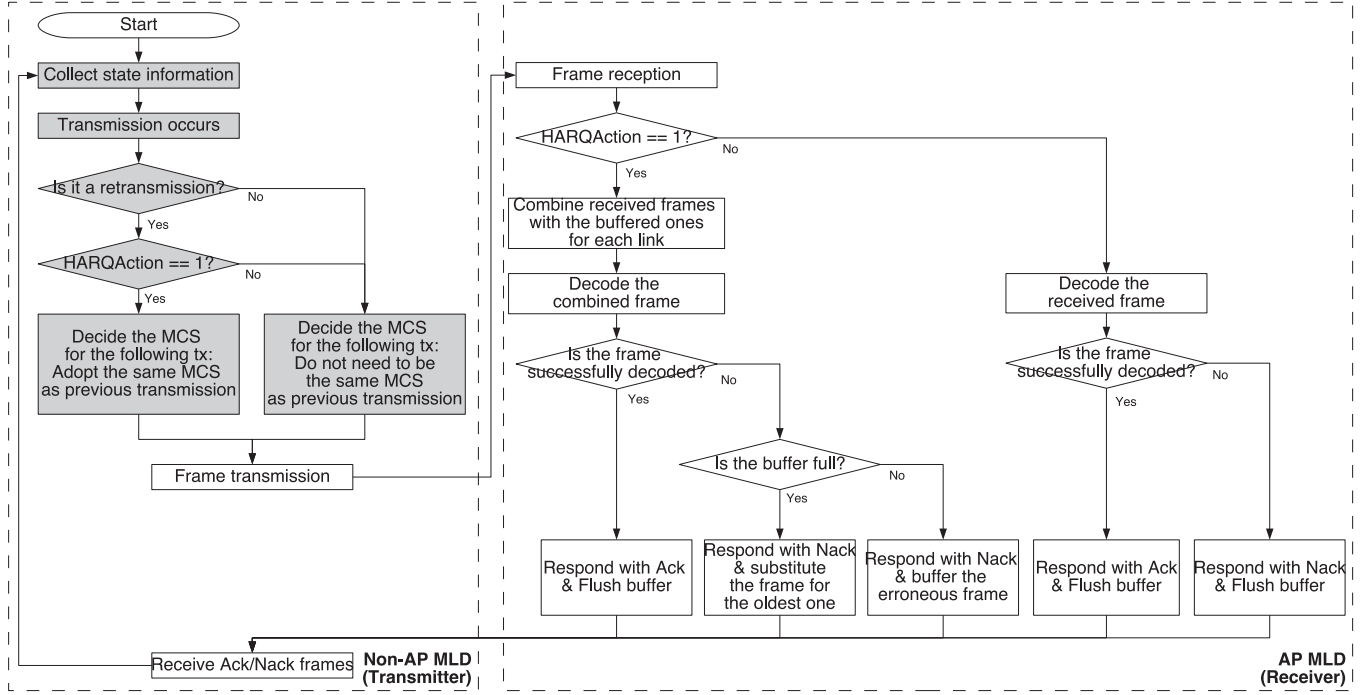 Start
Collect state information
Transmission occurs
Is it a retransmission?
No
Yes
HARQAction == 1?
No
Yes
Decide the MCS
for the following tx:
Adopt the same MCS
as previous transmission
Decide the MCS
for the following tx:
Do not need to be
the same MCS
as previous transmission
Frame transmission
Receive Ack/Nack frames
Non-AP MLD
(Transmitter)
Frame reception
HARQAction == 1?
No
Yes
Combine received frames
with the buffered ones
for each link
Decode the
combined frame
Is the frame
successfully decoded?
No
Yes
Is the buffer full?
No
Yes
Decode the
received frame
Is the frame
successfully decoded?
No
Yes
Respond with Ack
& Flush buffer
Respond with Nack
& substitute
the frame for
the oldest one
Respond with Nack
& buffer the
erroneous frame
Respond with Ack
& Flush buffer
Respond with Nack
& Flush buffer
AP MLD
(Receiver)